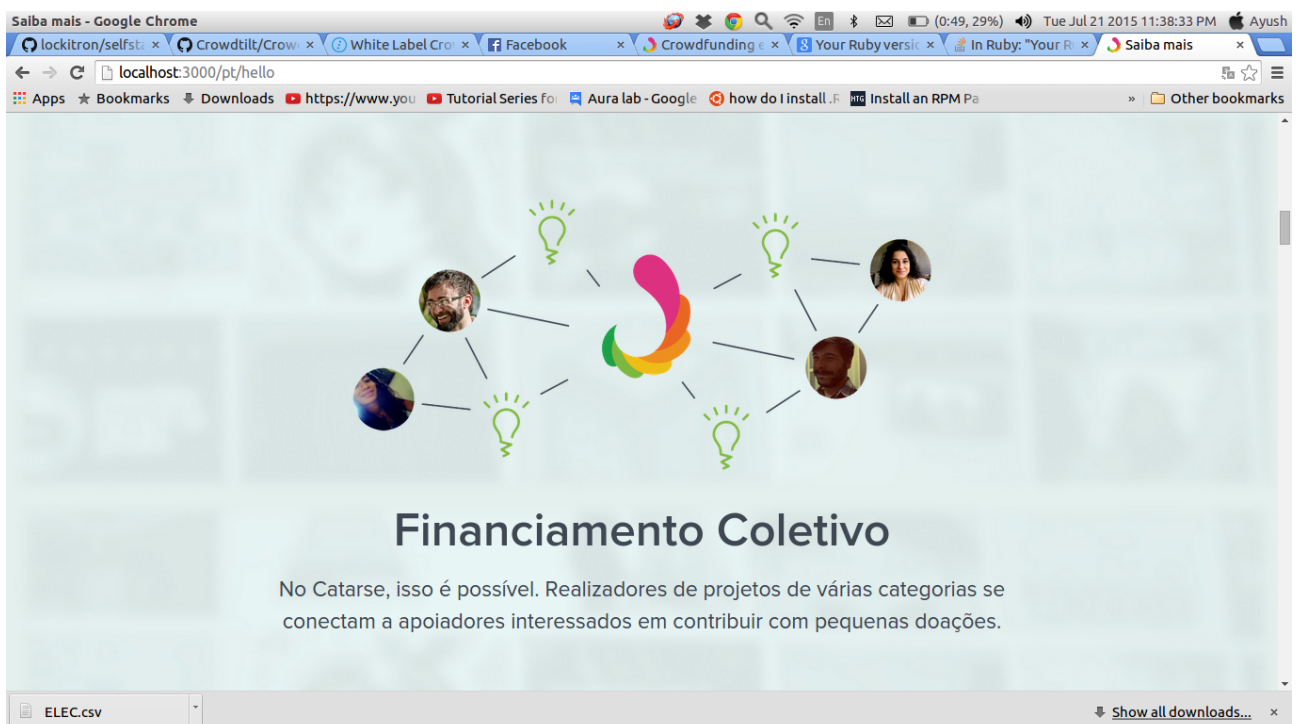 Saiba mais - Google Chrome
En (0:49, 29%) Tue Jul 21 2015 11:38:33 PM Ayush
lockitron/selfsta Crowdtilt/Crow White Label Cro Facebook Crowdfunding e Your Ruby versic In Ruby: "Your R Saiba mais
localhost:3000/pt/hello
Apps Bookmarks Downloads https://www.you Tutorial Series fo Aura lab - Google how do I install .R HTG Install an RPM Pa » Other bookmarks
Financiamento Coletivo
No Catarse, isso é possível. Realizadores de projetos de várias categorias se
conectam a apoiadores interessados em contribuir com pequenas doações.
ELEC.csv Show all downloads...